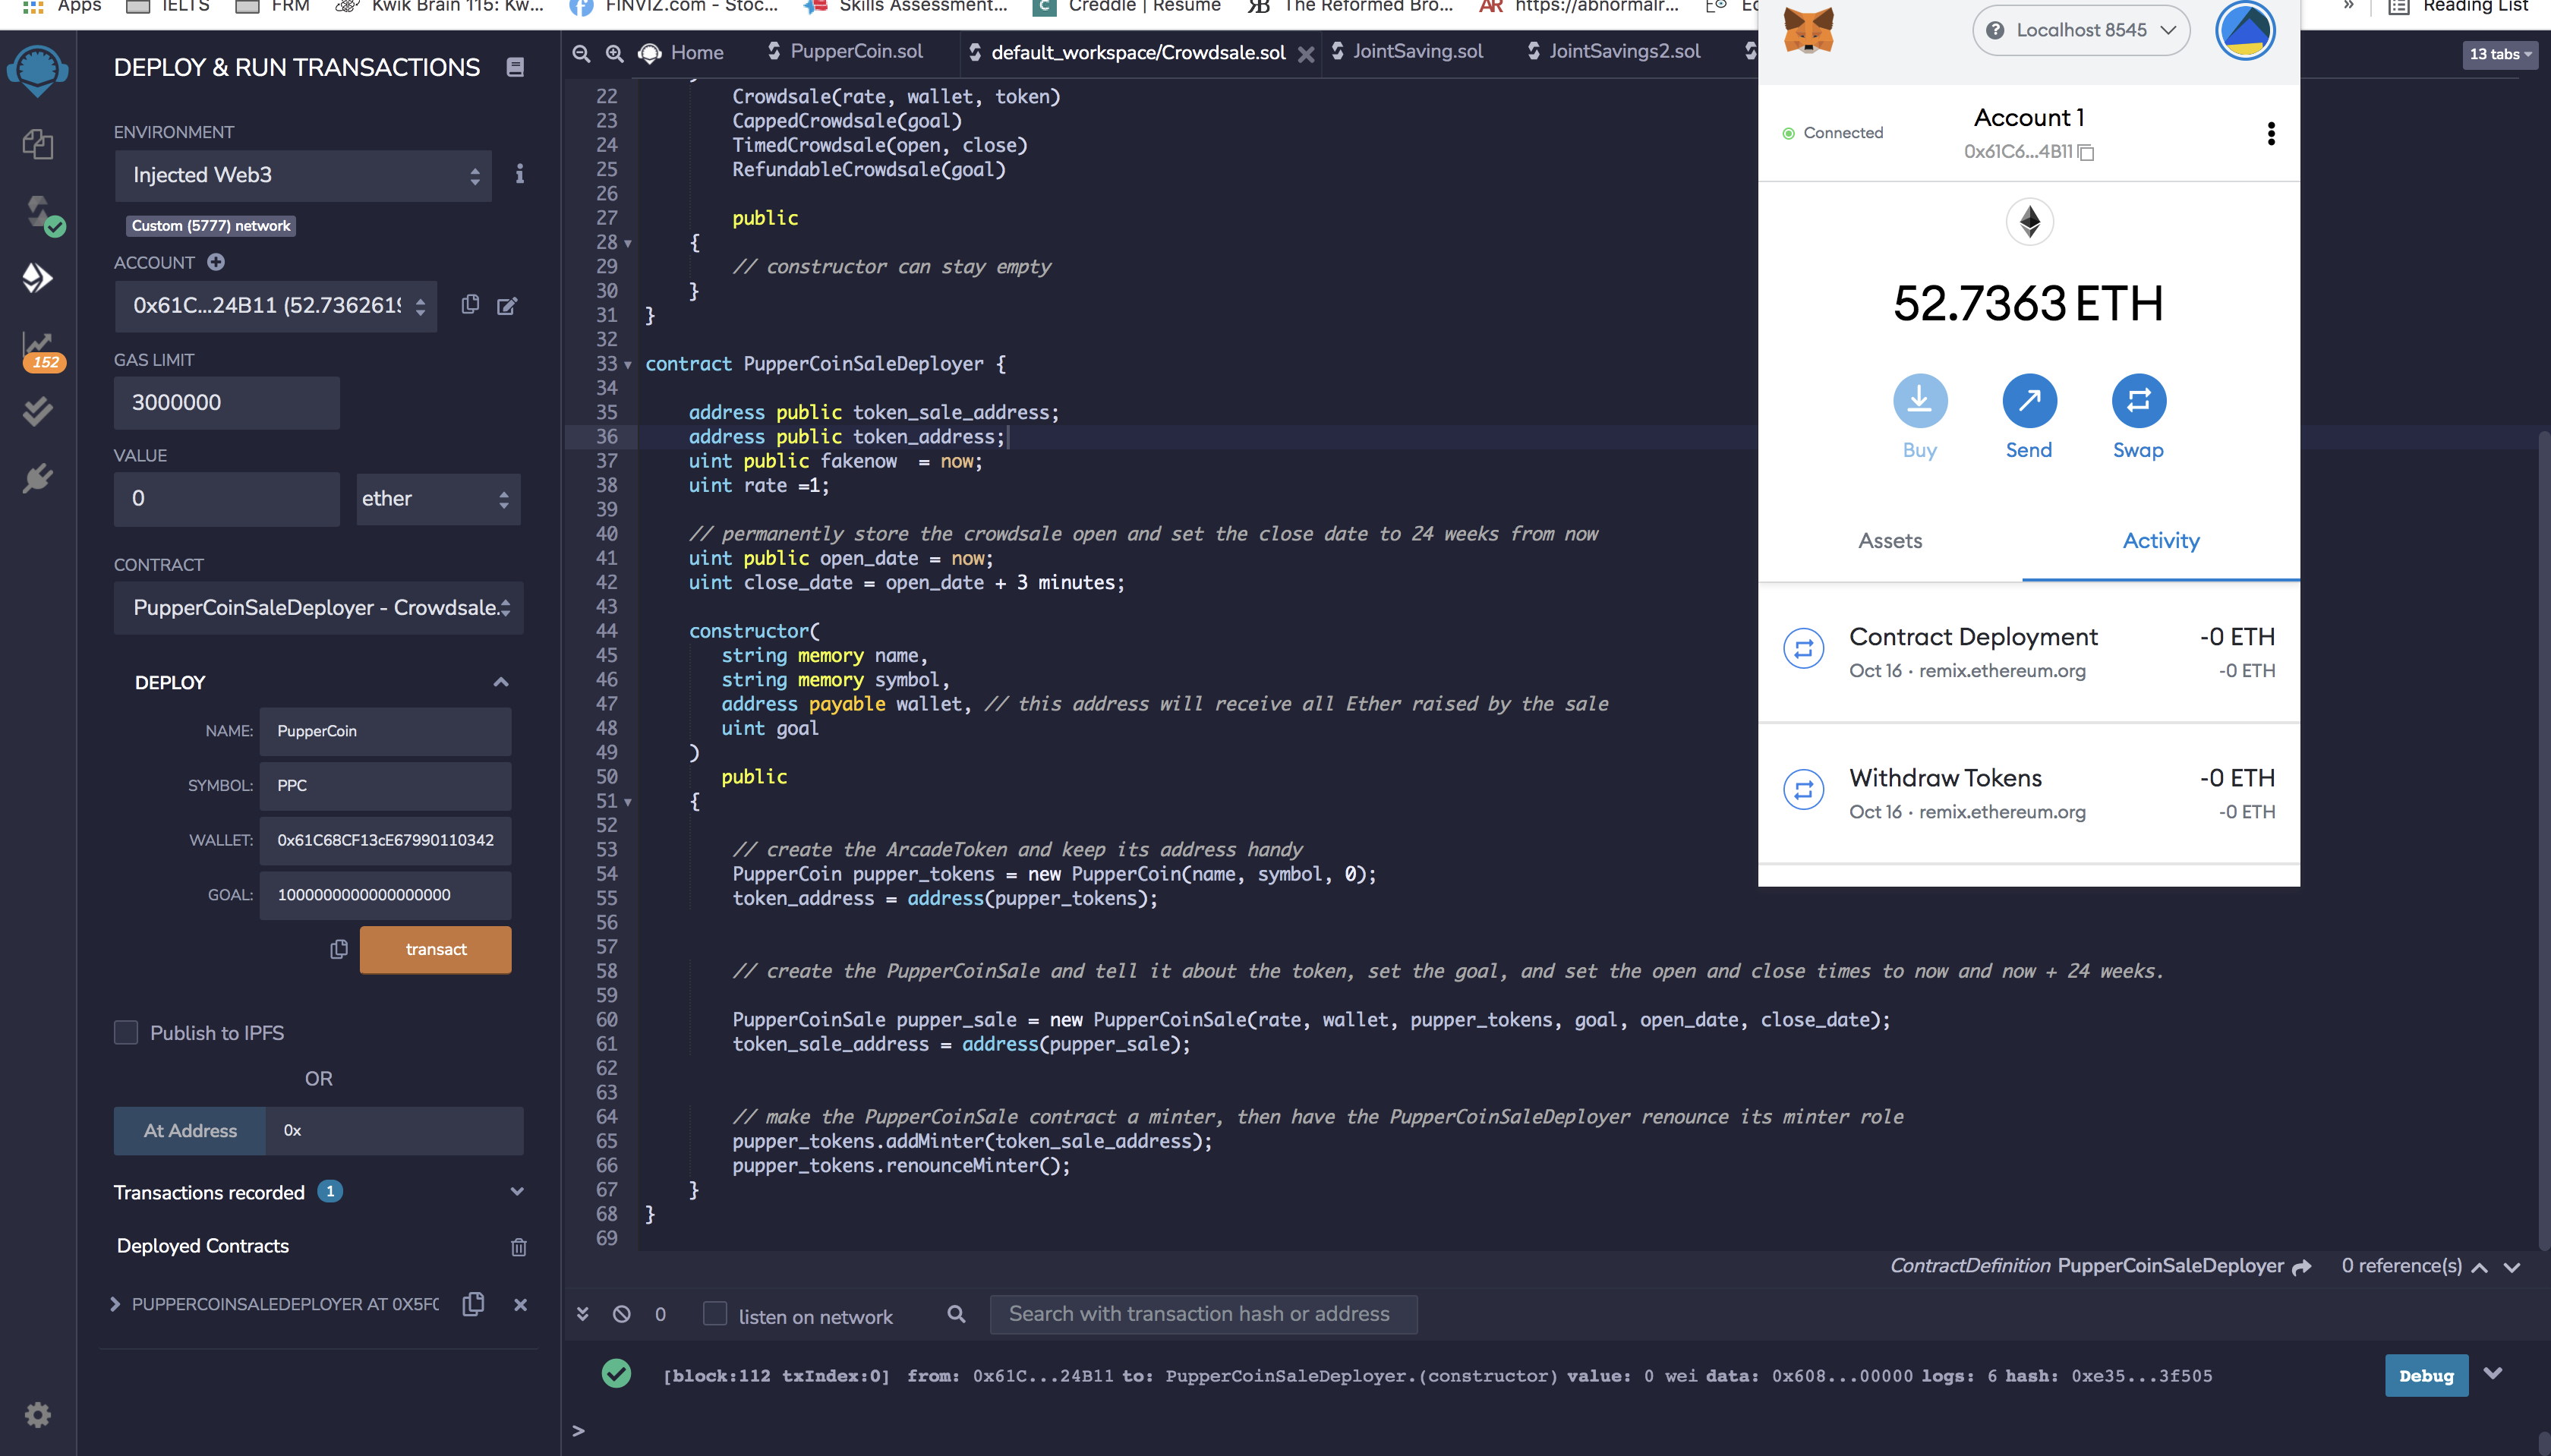 Apps IELTS FRM Kwik Brain 115: Kw... FINVIZ.com - Stoc... Skills Assessment... Creddle | Resume The Reformed Bro... https://abnormalr... » Reading List
DEPLOY & RUN TRANSACTIONS
ENVIRONMENT
Injected Web3
Custom (5777) network
ACCOUNT
0x61C...24B11 (52.7362619
GAS LIMIT
3000000
152
VALUE
0 ether
CONTRACT
PupperCoinSaleDeployer - Crowdsale.
DEPLOY
NAME: PupperCoin
SYMBOL: PPC
WALLET: 0x61C68CF13cE67990110342
GOAL: 1000000000000000000
transact
Publish to IPFS
OR
At Address 0x
Transactions recorded 1
Deployed Contracts
PUPPERCOINSALEDEPLOYER AT 0X5F0
Home PupperCoin.sol default_workspace/Crowdsale.sol JointSaving.sol JointSavings2.sol 13 tabs
22 Crowdsale(rate, wallet, token)
23 CappedCrowdsale(goal)
24 TimedCrowdsale(open, close)
25 RefundableCrowdsale(goal)
26
27 public
28 {
29 // constructor can stay empty
30 }
31 }
32
33 contract PupperCoinSaleDeployer {
34
35 address public token_sale_address;
36 address public token_address;
37 uint public fakenow  = now;
38 uint rate =1;
39
40 // permanently store the crowdsale open and set the close date to 24 weeks from now
41 uint public open_date = now;
42 uint close_date = open_date + 3 minutes;
43
44 constructor(
45 string memory name,
46 string memory symbol,
47 address payable wallet, // this address will receive all Ether raised by the sale
48 uint goal
49 )
50 public
51 {
52
53 // create the ArcadeToken and keep its address handy
54 PupperCoin pupper_tokens = new PupperCoin(name, symbol, 0);
55 token_address = address(pupper_tokens);
56
57
58 // create the PupperCoinSale and tell it about the token, set the goal, and set the open and close times to now and now + 24 weeks.
59
60 PupperCoinSale pupper_sale = new PupperCoinSale(rate, wallet, pupper_tokens, goal, open_date, close_date);
61 token_sale_address = address(pupper_sale);
62
63
64 // make the PupperCoinSale contract a minter, then have the PupperCoinSaleDeployer renounce its minter role
65 pupper_tokens.addMinter(token_sale_address);
66 pupper_tokens.renounceMinter();
67 }
68 }
69
ContractDefinition PupperCoinSaleDeployer 0 reference(s)
0 listen on network Search with transaction hash or address
[block:112 txIndex:0] from: 0x61C...24B11 to: PupperCoinSaleDeployer.(constructor) value: 0 wei data: 0x608...00000 logs: 6 hash: 0xe35...3f505
Debug
>
Localhost 8545
Connected
Account 1
0x61C6...4B11
52.7363 ETH
Buy Send Swap
Assets Activity
Contract Deployment -0 ETH
Oct 16 · remix.ethereum.org -0 ETH
Withdraw Tokens -0 ETH
Oct 16 · remix.ethereum.org -0 ETH